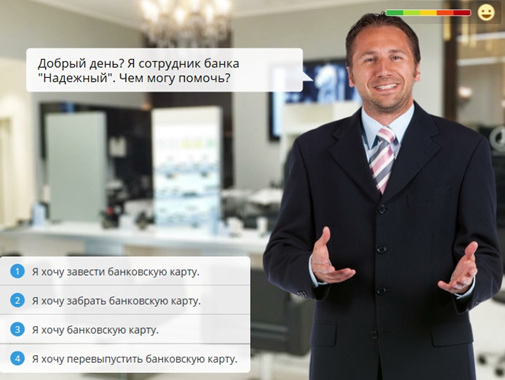 Добрый день? Я сотрудник банка
"Надежный". Чем могу помочь?
1 Я хочу завести банковскую карту.
2 Я хочу забрать банковскую карту.
3 Я хочу банковскую карту.
4 Я хочу перевыпустить банковскую карту.